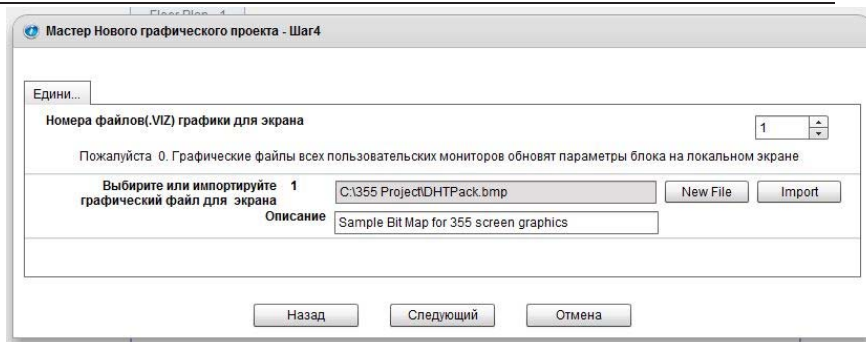 Floor Plan - 1
Мастер Нового графического проекта - Шаг4
Едини...
Номера файлов(.VIZ) графики для экрана
1
Пожалуйста 0. Графические файлы всех пользовательских мониторов обновят параметры блока на локальном экране
Выбирите или импортируйте 1
графический файл для экрана
C:\355 Project\DHTPack.bmp
New File
Import
Описание
Sample Bit Map for 355 screen graphics
Назад
Следующий
Отмена